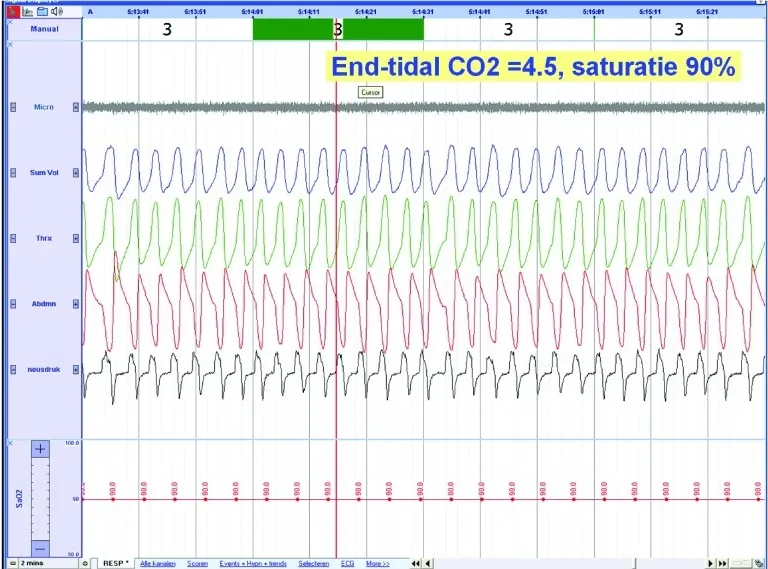 A 5:13:41 5:13:51 5:14:01 5:14:11 5:14:21 5:14:31 5:14:41 5:14:51 5:15:01 5:15:11 5:15:21
Manual 3 3 3 3
End-tidal CO2 =4.5, saturatie 90%
Cursor
Micro
Sum Vol
Thrx
Abdmn
neusdruk
100.0
SaO2
90
90.0 90.0 90.0 90.0 90.0 90.0 90.0 90.0 90.0 90.0 90.0 90.0 90.0 90.0 90.0 90.0 90.0 90.0 90.0 90.0 90.0 90.0
80.0
2 mins RESP * Alle kanalen Scoren Events + Hypn + trends Selecteren ECG More >>